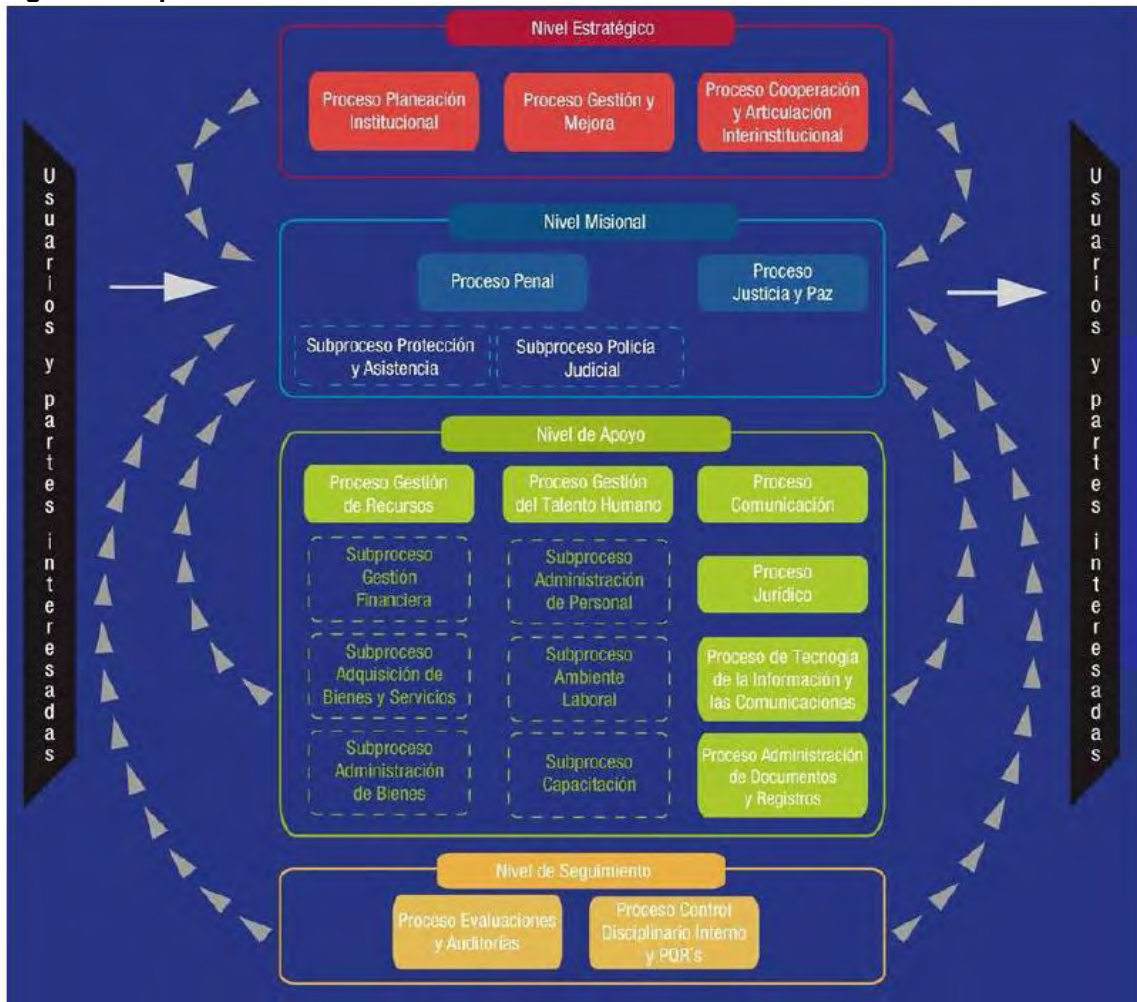 Nivel Estratégico
Proceso Planeación
Institucional
Proceso Gestión y
Mejora
Proceso Cooperación
y Articulación
Interinstitucional
Usuarios y partes interesadas
Nivel Misional
Proceso Penal
Proceso
Justicia y Paz
Subproceso Protección
y Asistencia
Subproceso Policía
Judicial
Nivel de Apoyo
Proceso Gestión
de Recursos
Proceso Gestión
del Talento Humano
Proceso
Comunicación
Subproceso
Gestión
Financiera
Subproceso
Administración
de Personal
Proceso
Jurídico
Subproceso
Adquisición de
Bienes y Servicios
Subproceso
Ambiente
Laboral
Proceso de Tecnogía
de la Información y
las Comunicaciones
Subproceso
Administración
de Bienes
Subproceso
Capacitación
Proceso Administración
de Documentos
y Registros
Nivel de Seguimiento
Proceso Evaluaciones
y Auditorías
Proceso Control
Disciplinario Interno
y PQR´s
Usuarios y partes interesadas